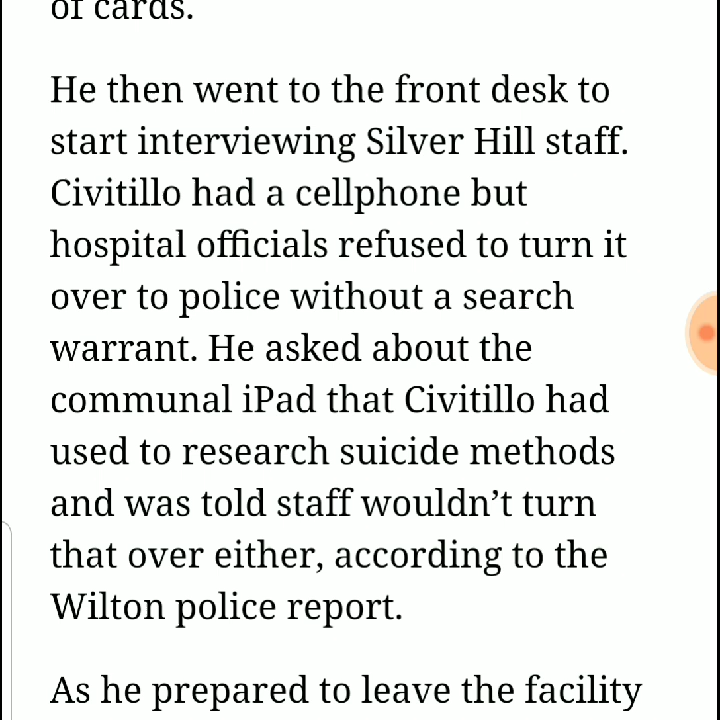 of cards.
He then went to the front desk to
start interviewing Silver Hill staff.
Civitillo had a cellphone but
hospital officials refused to turn it
over to police without a search
warrant. He asked about the
communal iPad that Civitillo had
used to research suicide methods
and was told staff wouldn’t turn
that over either, according to the
Wilton police report.
As he prepared to leave the facility